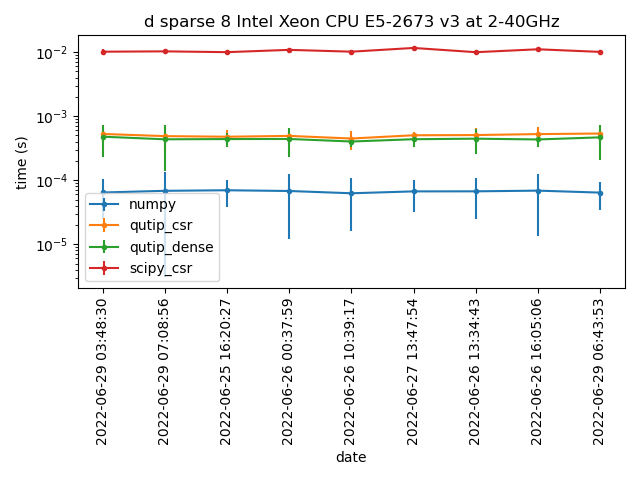 d sparse 8 Intel Xeon CPU E5-2673 v3 at 2-40GHz
time (s)
10⁻²
10⁻³
10⁻⁴
10⁻⁵
numpy
qutip_csr
qutip_dense
scipy_csr
2022-06-29 03:48:30
2022-06-29 07:08:56
2022-06-25 16:20:27
2022-06-26 00:37:59
2022-06-26 10:39:17
2022-06-27 13:47:54
2022-06-26 13:34:43
2022-06-26 16:05:06
2022-06-29 06:43:53
date